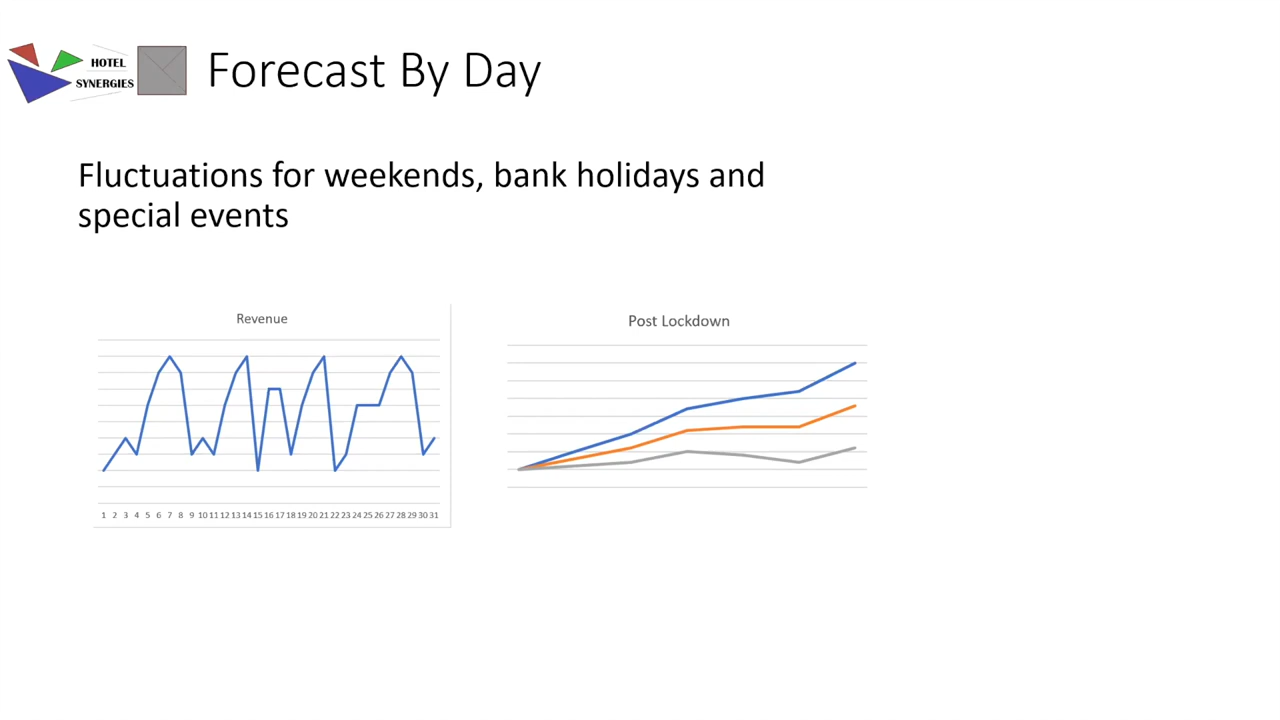 HOTEL
SYNERGIES
Forecast By Day
Fluctuations for weekends, bank holidays and
special events
Revenue
1 2 3 4 5 6 7 8 9 10 11 12 13 14 15 16 17 18 19 20 21 22 23 24 25 26 27 28 29 30 31
Post Lockdown